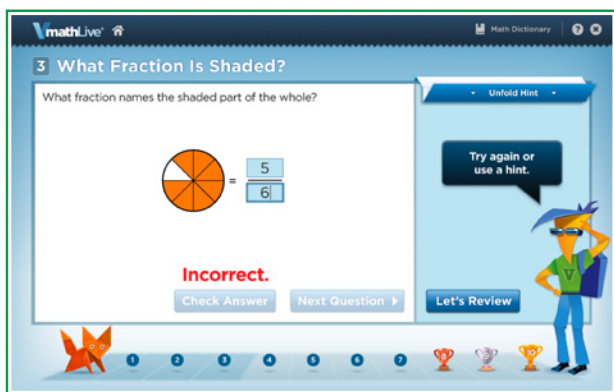 VmathLive
Math Dictionary
?
3 What Fraction Is Shaded?
What fraction names the shaded part of the whole?
Unfold Hint
Try again or
use a hint.
=
5
6
Incorrect.
Check Answer
Next Question
Let's Review
V
1
2
3
4
5
6
7
8
9
10